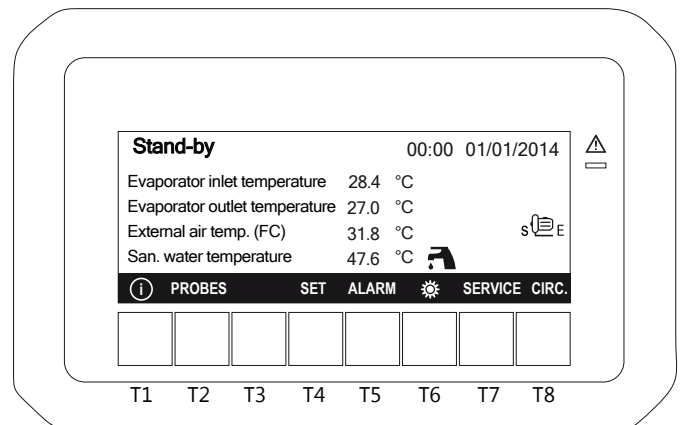 Stand-by 00:00 01/01/2014
Evaporator inlet temperature 28.4 °C
Evaporator outlet temperature 27.0 °C
External air temp. (FC) 31.8 °C
S E
San. water temperature 47.6 °C
i PROBES SET ALARM SERVICE CIRC.
T1 T2 T3 T4 T5 T6 T7 T8